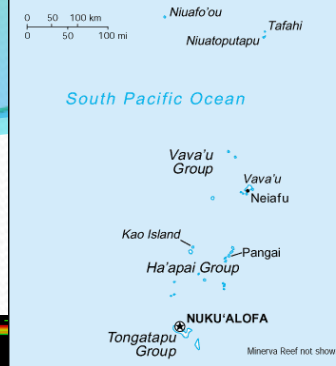 0 50 100 km
0 50 100 mi
Niuafo'ou
Tafahi
Niuatoputapu
South Pacific Ocean
Vava'u
Group
Vava'u
Neiafu
Kao Island
Pangai
Ha'apai Group
NUKU'ALOFA
Tongatapu
Group
Minerva Reef not show